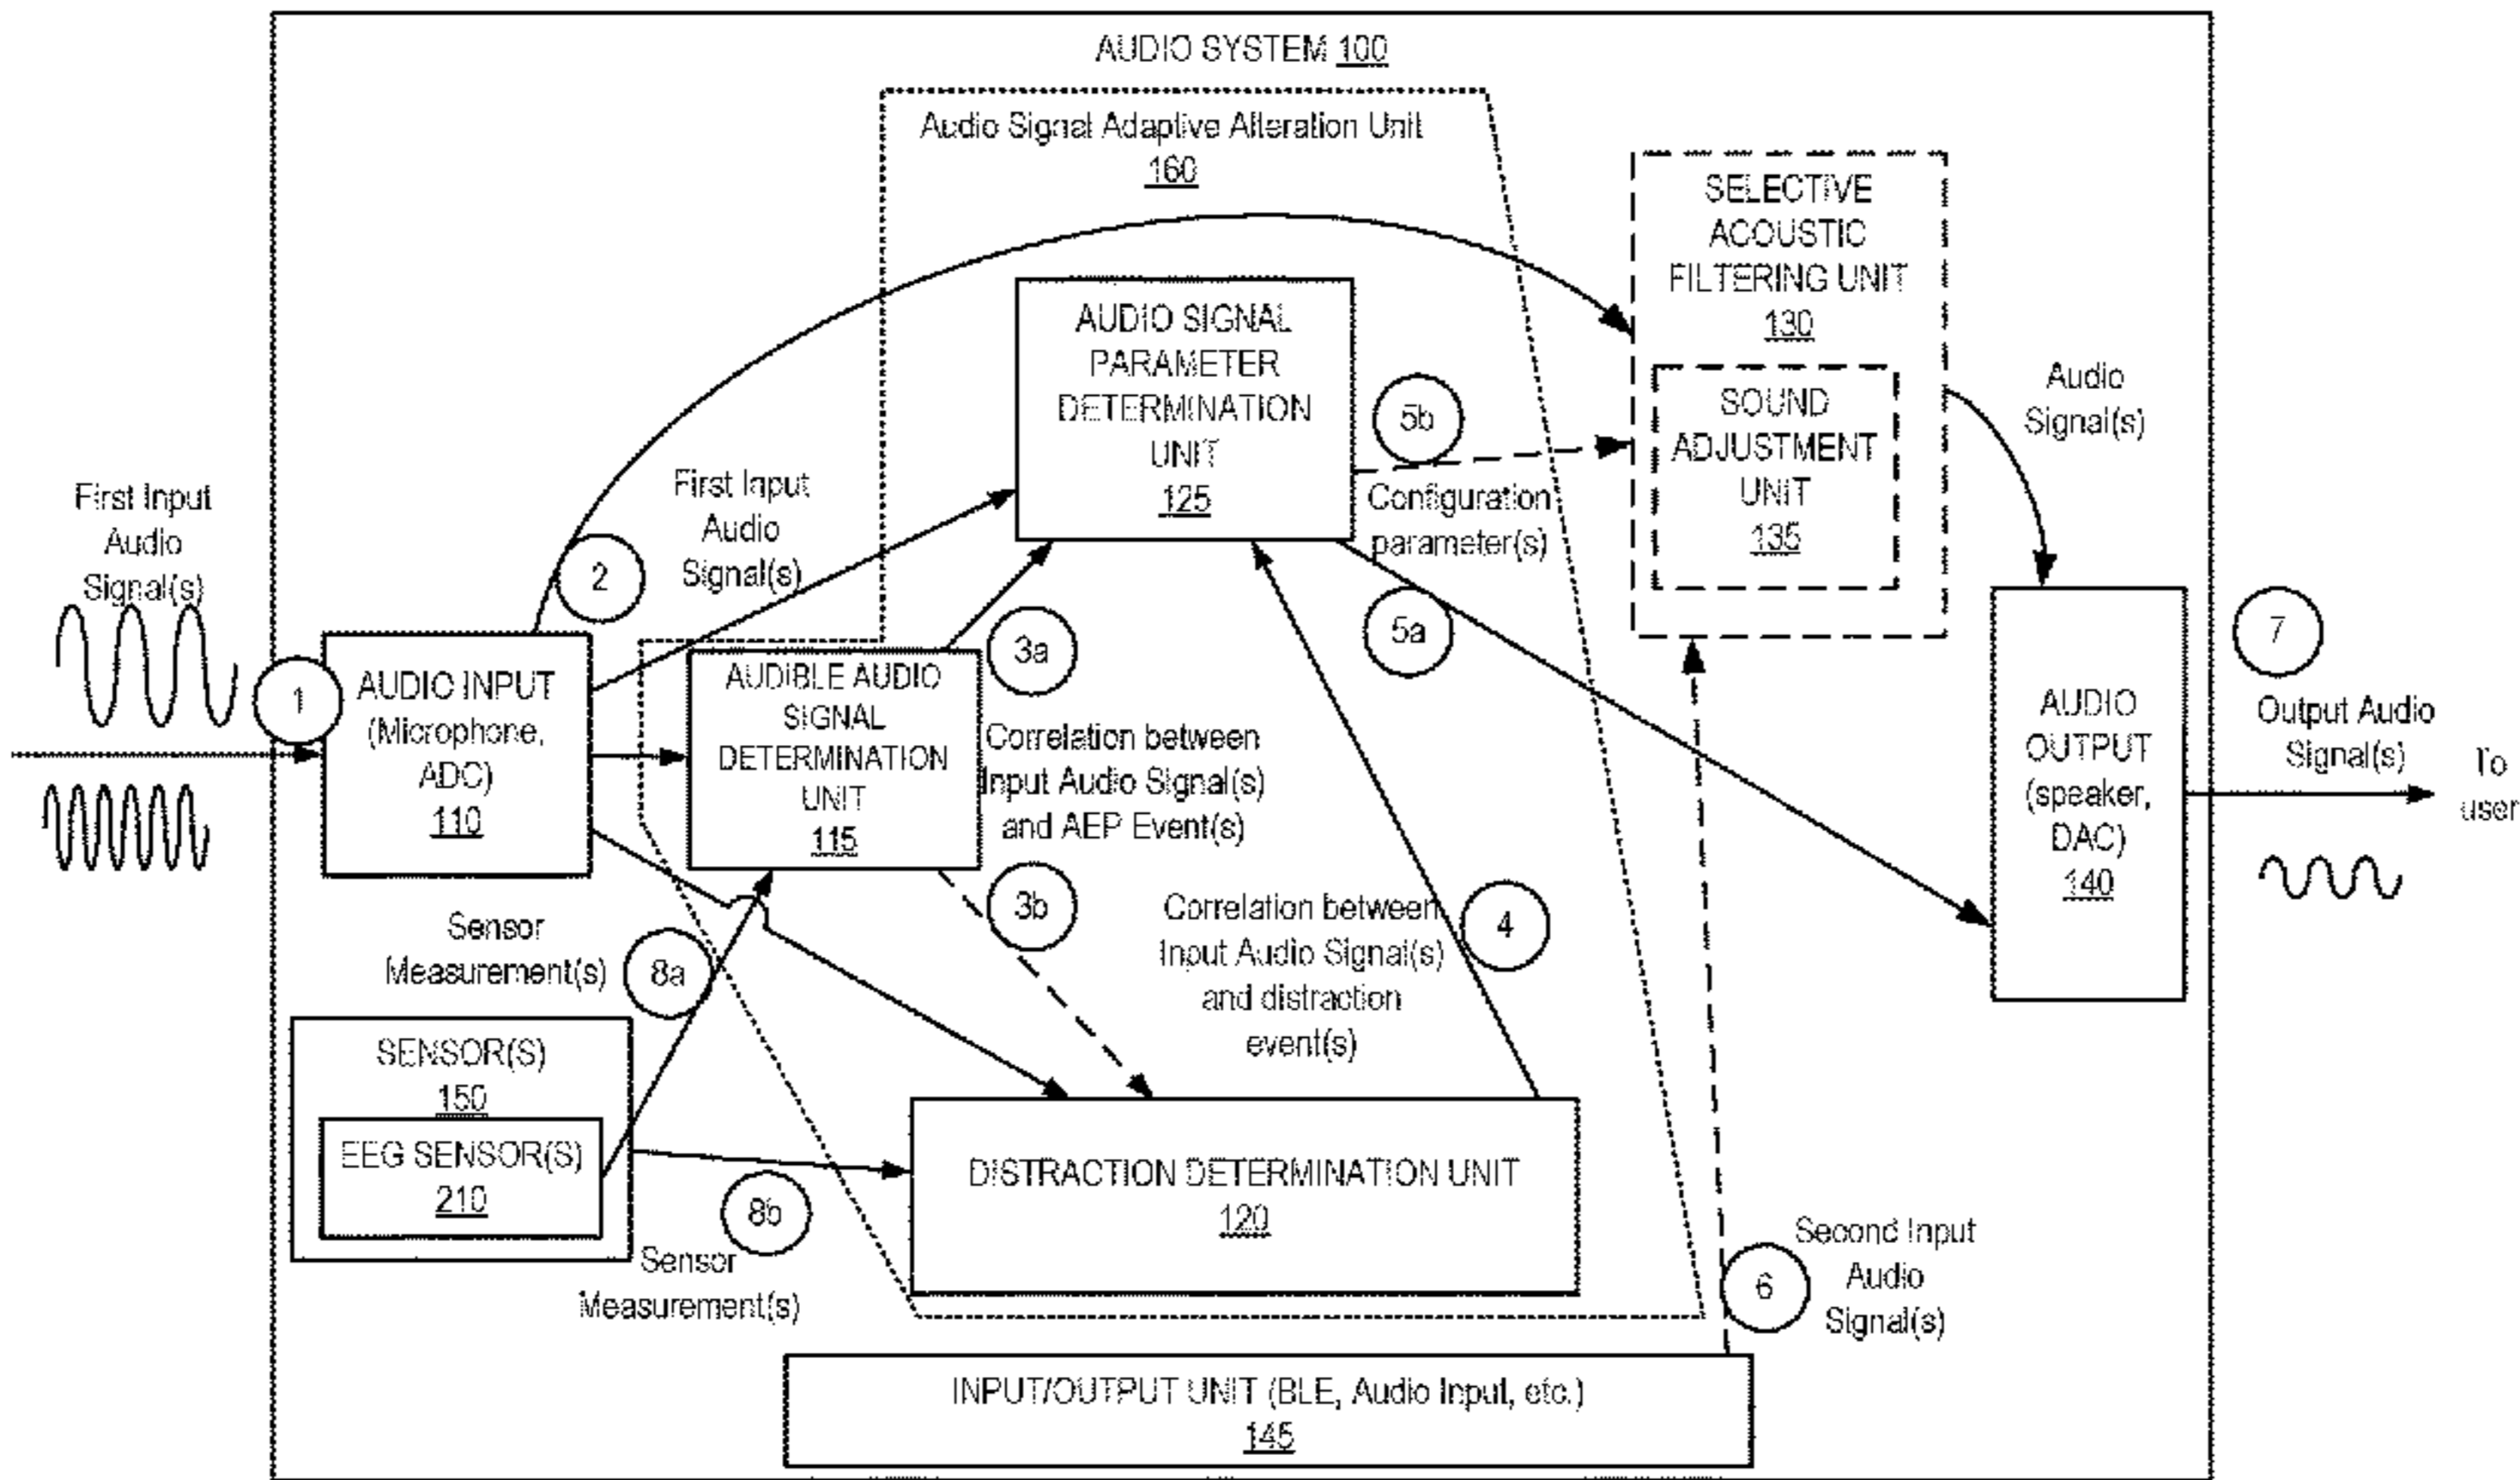 AUDIO SYSTEM 100
Audio Signal Adaptive Alteration Unit
160
SELECTIVE
ACOUSTIC
FILTERING UNIT
130
SOUND
ADJUSTMENT
UNIT
135
AUDIO SIGNAL
PARAMETER
DETERMINATION
UNIT
125
5b
Configuration
parameter(s)
Audio
Signal(s)
First Input
Audio
Signal(s)
2
First Input
Audio
Signal(s)
1
AUDIO INPUT
(Microphone,
ADC)
110
AUDIBLE AUDIO
SIGNAL
DETERMINATION
UNIT
115
3a
Correlation between
Input Audio Signal(s)
and AEP Event(s)
3b
5a
7
AUDIO
OUTPUT
(speaker,
DAC)
140
Output Audio
Signal(s)
To
user
Sensor
Measurement(s)
8a
Correlation between
Input Audio Signal(s)
and distraction
event(s)
4
SENSOR(S)
150
EEG SENSOR(S)
210
8b
Sensor
Measurement(s)
DISTRACTION DETERMINATION UNIT
120
6
Second Input
Audio
Signal(s)
INPUT/OUTPUT UNIT (BLE, Audio Input, etc.)
145